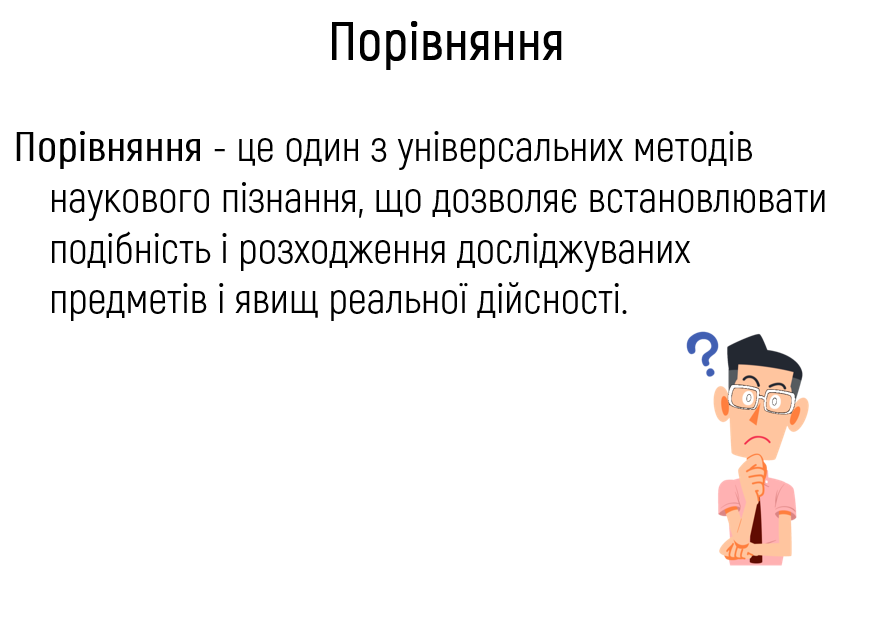 Порівняння
Порівняння - це один з універсальних методів
наукового пізнання, що дозволяє встановлювати
подібність і розходження досліджуваних
предметів і явищ реальної дійсності.
?